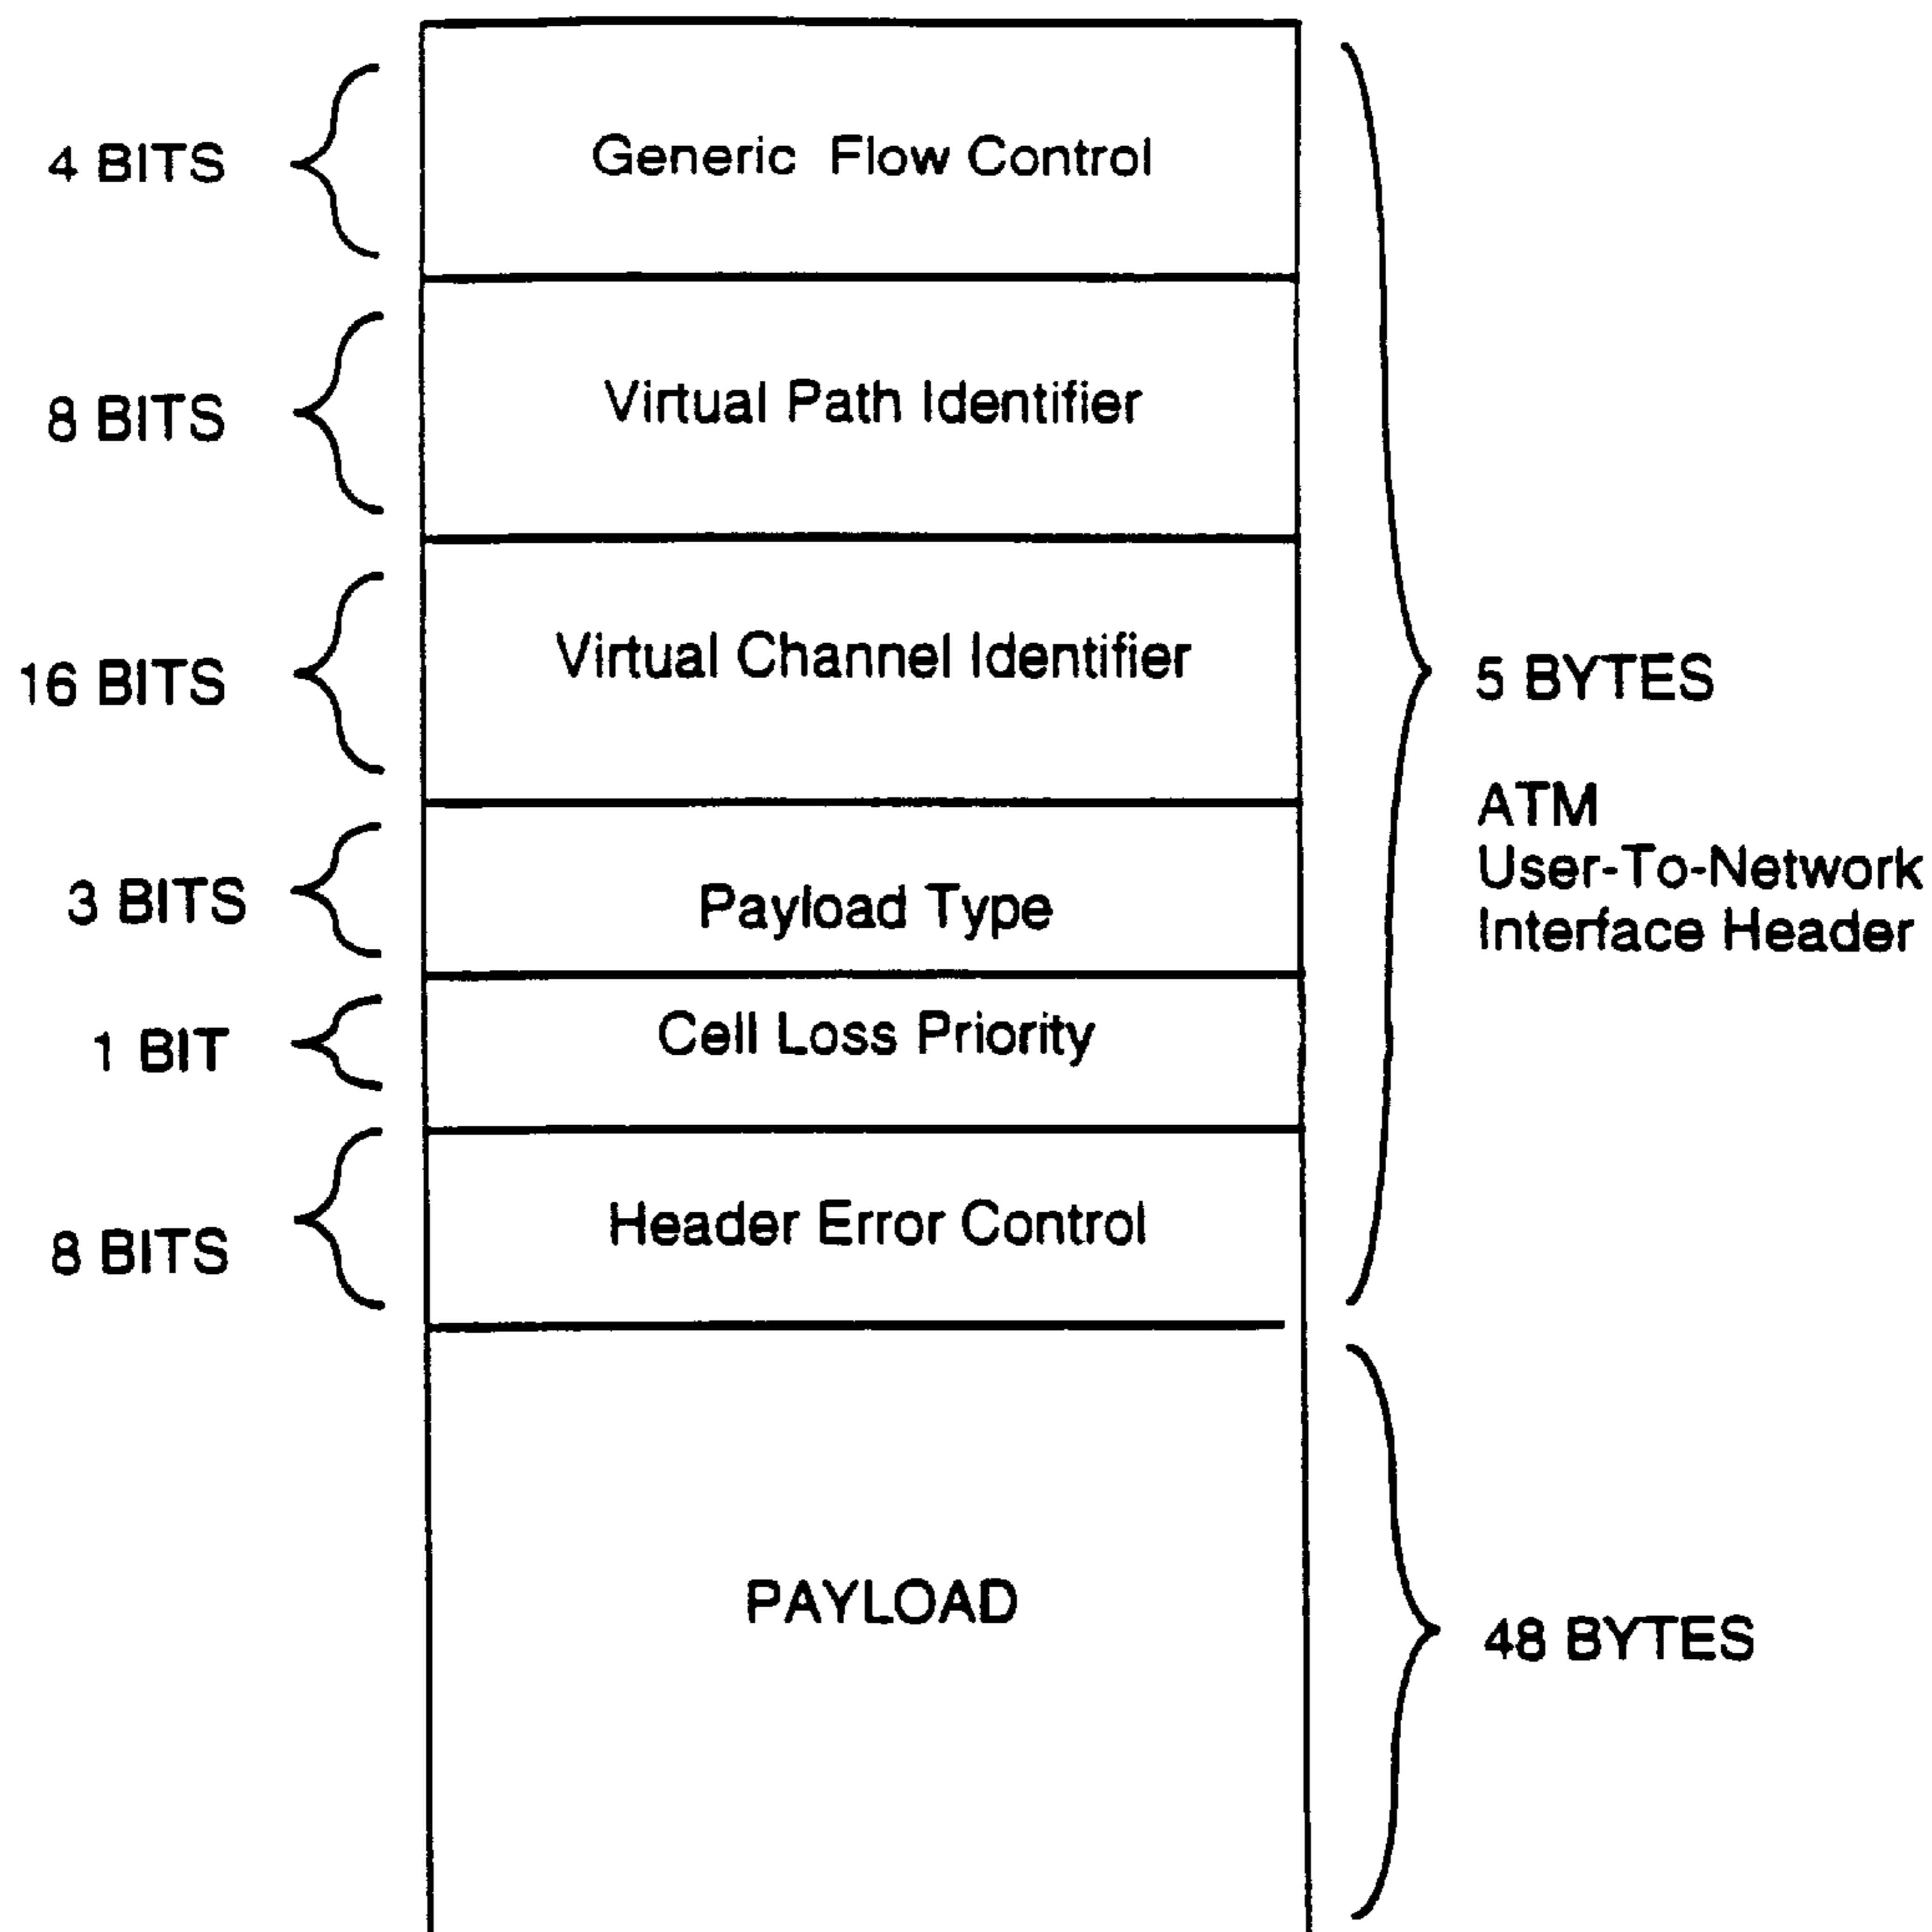 4 BITS
Generic Flow Control
8 BITS
Virtual Path Identifier
16 BITS
Virtual Channel Identifier
5 BYTES
ATM
User-To-Network
Interface Header
3 BITS
Payload Type
1 BIT
Cell Loss Priority
8 BITS
Header Error Control
PAYLOAD
48 BYTES